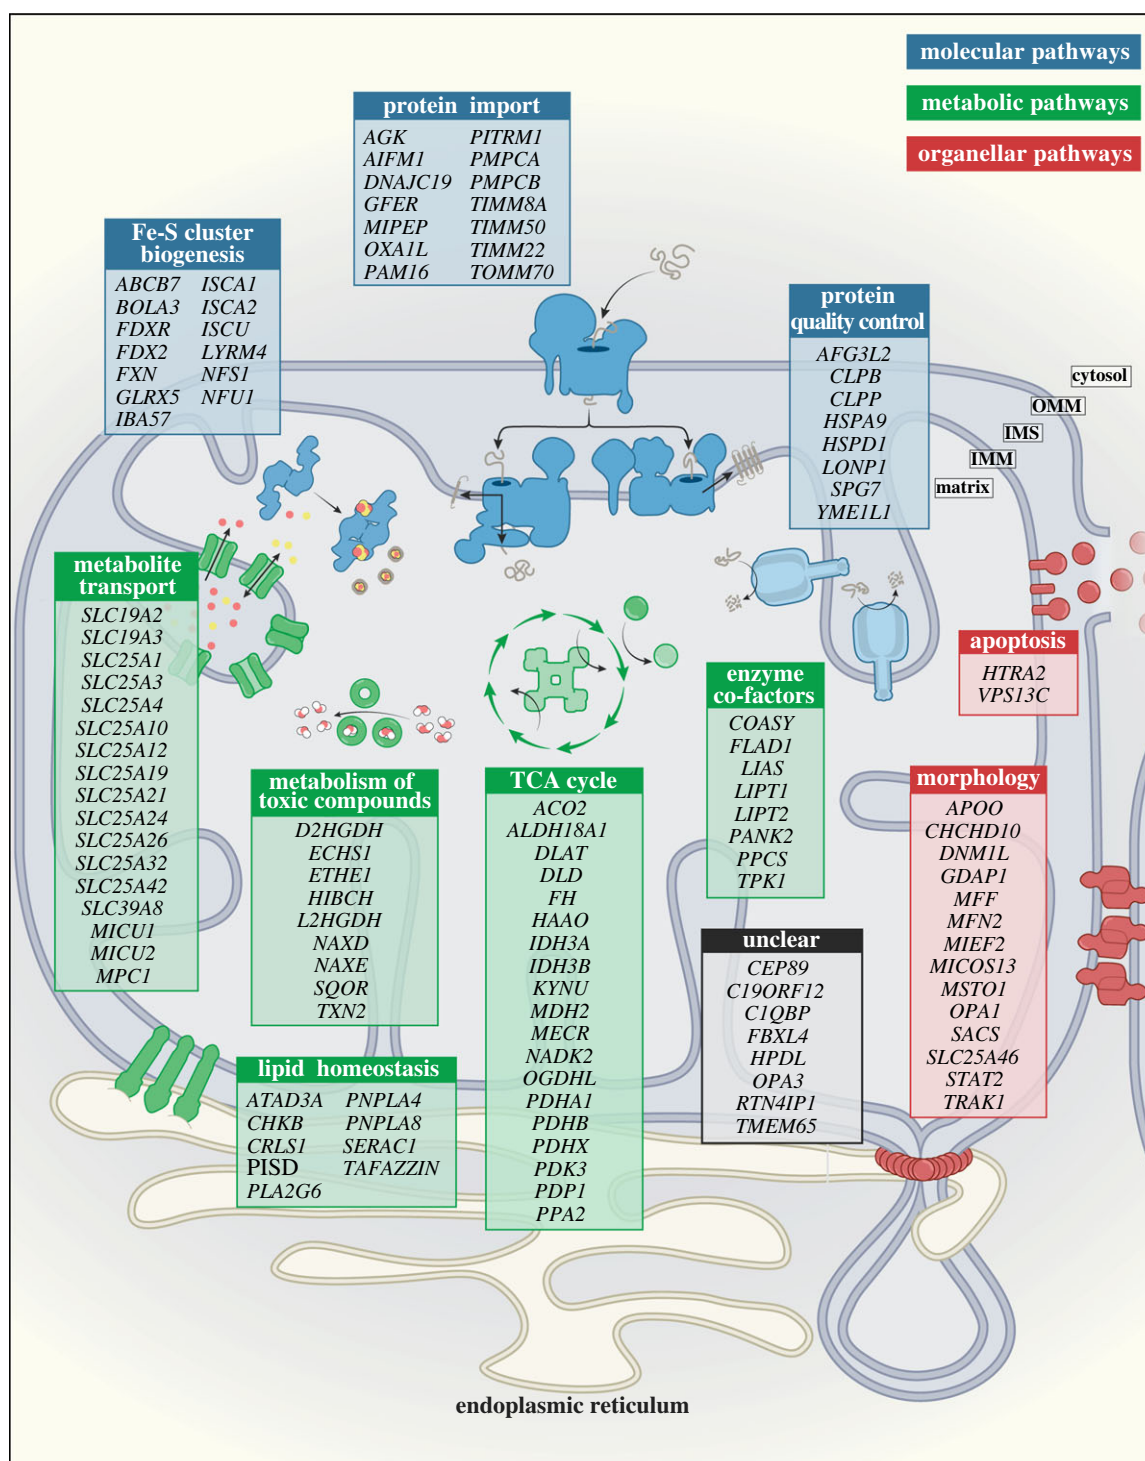 molecular pathways
metabolic pathways
organellar pathways
protein import
AGK PITRM1
AIFM1 PMPCA
DNAJC19 PMPCB
GFER TIMM8A
MIPEP TIMM50
OXA1L TIMM22
PAM16 TOMM70
Fe-S cluster
biogenesis
ABCB7 ISCA1
BOLA3 ISCA2
FDXR ISCU
FDX2 LYRM4
FXN NFS1
GLRX5 NFU1
IBA57
protein
quality control
AFG3L2
CLPB
CLPP
HSPA9
HSPD1
LONP1
SPG7
YME1L1
cytosol
OMM
IMS
IMM
matrix
metabolite
transport
SLC19A2
SLC19A3
SLC25A1
SLC25A3
SLC25A4
SLC25A10
SLC25A12
SLC25A19
SLC25A21
SLC25A24
SLC25A26
SLC25A32
SLC25A42
SLC39A8
MICU1
MICU2
MPC1
apoptosis
HTRA2
VPS13C
enzyme
co-factors
COASY
FLAD1
LIAS
LIPT1
LIPT2
PANK2
PPCS
TPK1
metabolism of
toxic compounds
D2HGDH
ECHS1
ETHE1
HIBCH
L2HGDH
NAXD
NAXE
SQOR
TXN2
TCA cycle
ACO2
ALDH18A1
DLAT
DLD
FH
HAAO
IDH3A
IDH3B
KYNU
MDH2
MECR
NADK2
OGDHL
PDHA1
PDHB
PDHX
PDK3
PDP1
PPA2
morphology
APOO
CHCHD10
DNM1L
GDAP1
MFF
MFN2
MIEF2
MICOS13
MSTO1
OPA1
SACS
SLC25A46
STAT2
TRAK1
unclear
CEP89
C19ORF12
C1QBP
FBXL4
HPDL
OPA3
RTN4IP1
TMEM65
lipid homeostasis
ATAD3A PNPLA4
CHKB PNPLA8
CRLS1 SERAC1
PISD TAFAZZIN
PLA2G6
endoplasmic reticulum